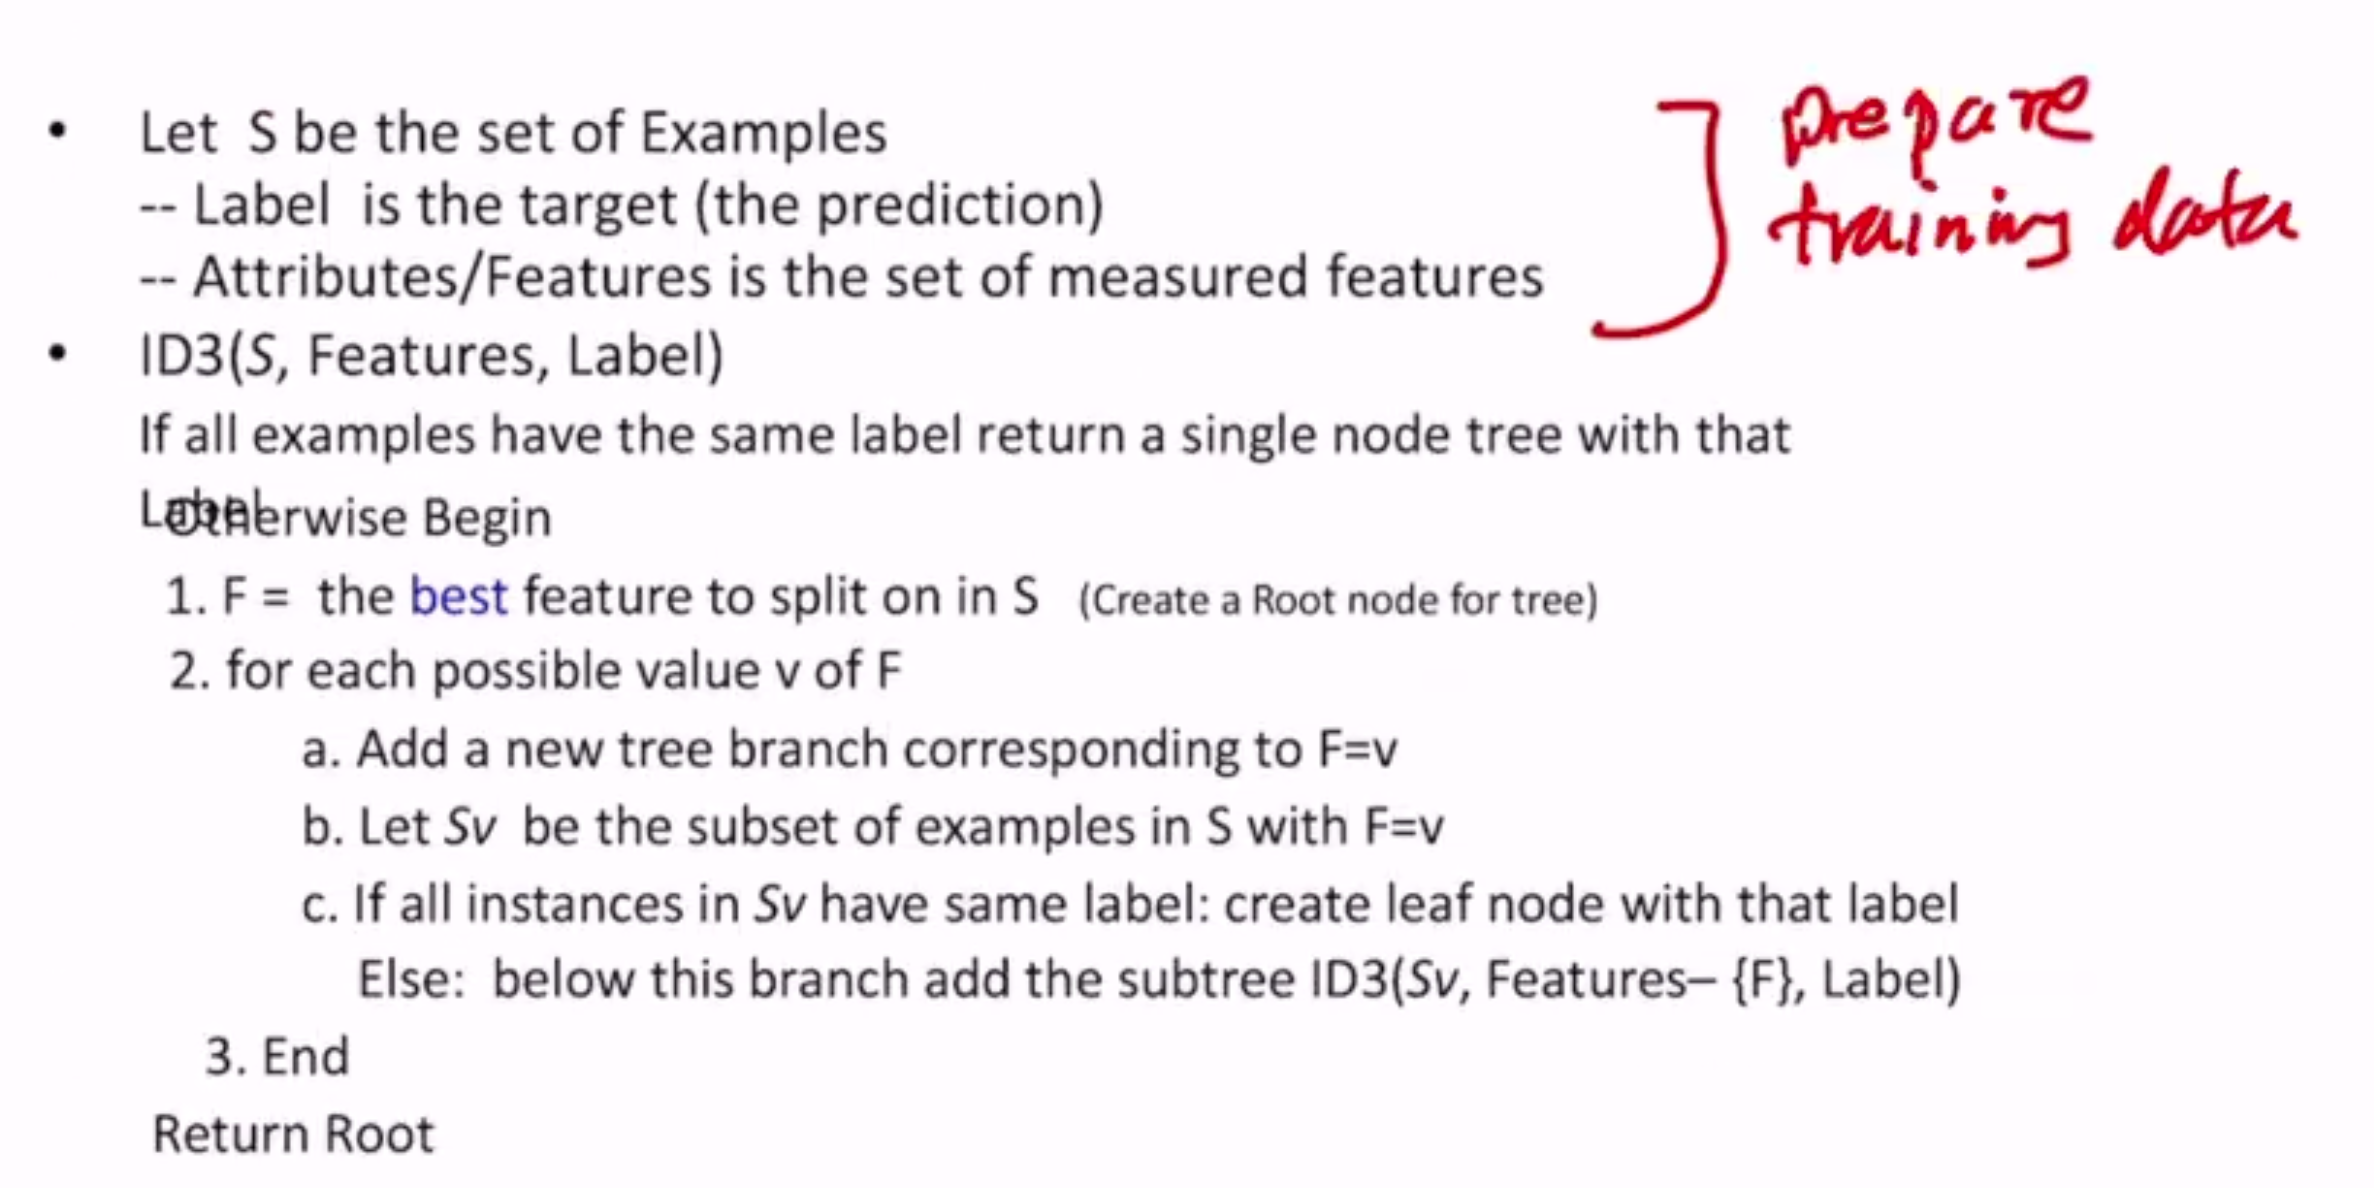 • Let S be the set of Examples
-- Label is the target (the prediction)
-- Attributes/Features is the set of measured features
prepare
training data
• ID3(S, Features, Label)
If all examples have the same label return a single node tree with that
Label
Otherwise Begin
1. F = the best feature to split on in S (Create a Root node for tree)
2. for each possible value v of F
a. Add a new tree branch corresponding to F=v
b. Let Sv be the subset of examples in S with F=v
c. If all instances in Sv have same label: create leaf node with that label
Else: below this branch add the subtree ID3(Sv, Features– {F}, Label)
3. End
Return Root